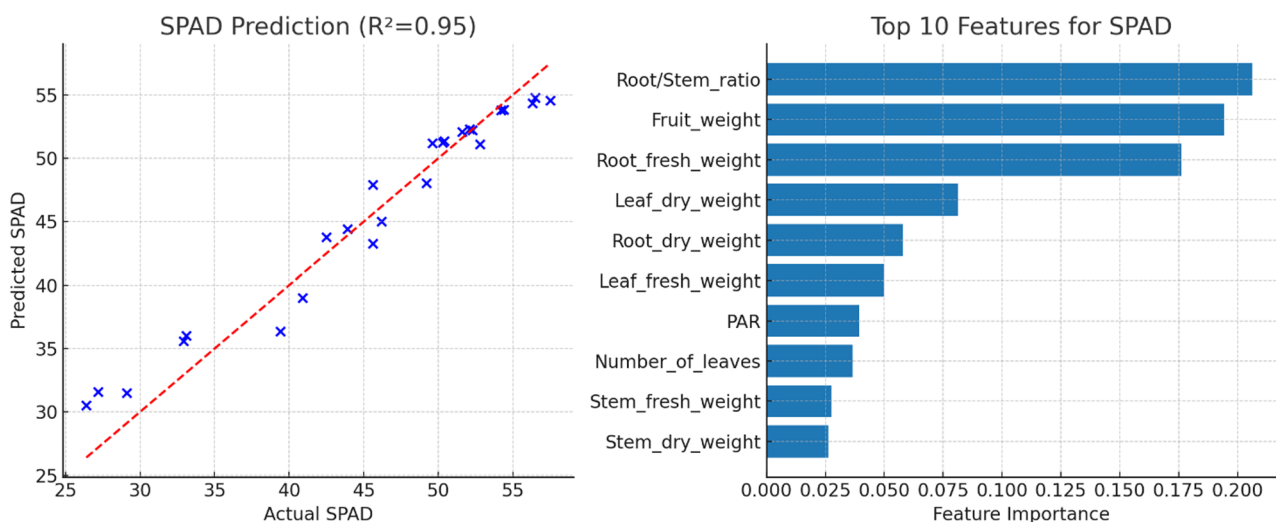 SPAD Prediction (R²=0.95)
Predicted SPAD
55
50
45
40
35
30
25
25 30 35 40 45 50 55
Actual SPAD
Top 10 Features for SPAD
Root/Stem_ratio
Fruit_weight
Root_fresh_weight
Leaf_dry_weight
Root_dry_weight
Leaf_fresh_weight
PAR
Number_of_leaves
Stem_fresh_weight
Stem_dry_weight
0.000 0.025 0.050 0.075 0.100 0.125 0.150 0.175 0.200
Feature Importance